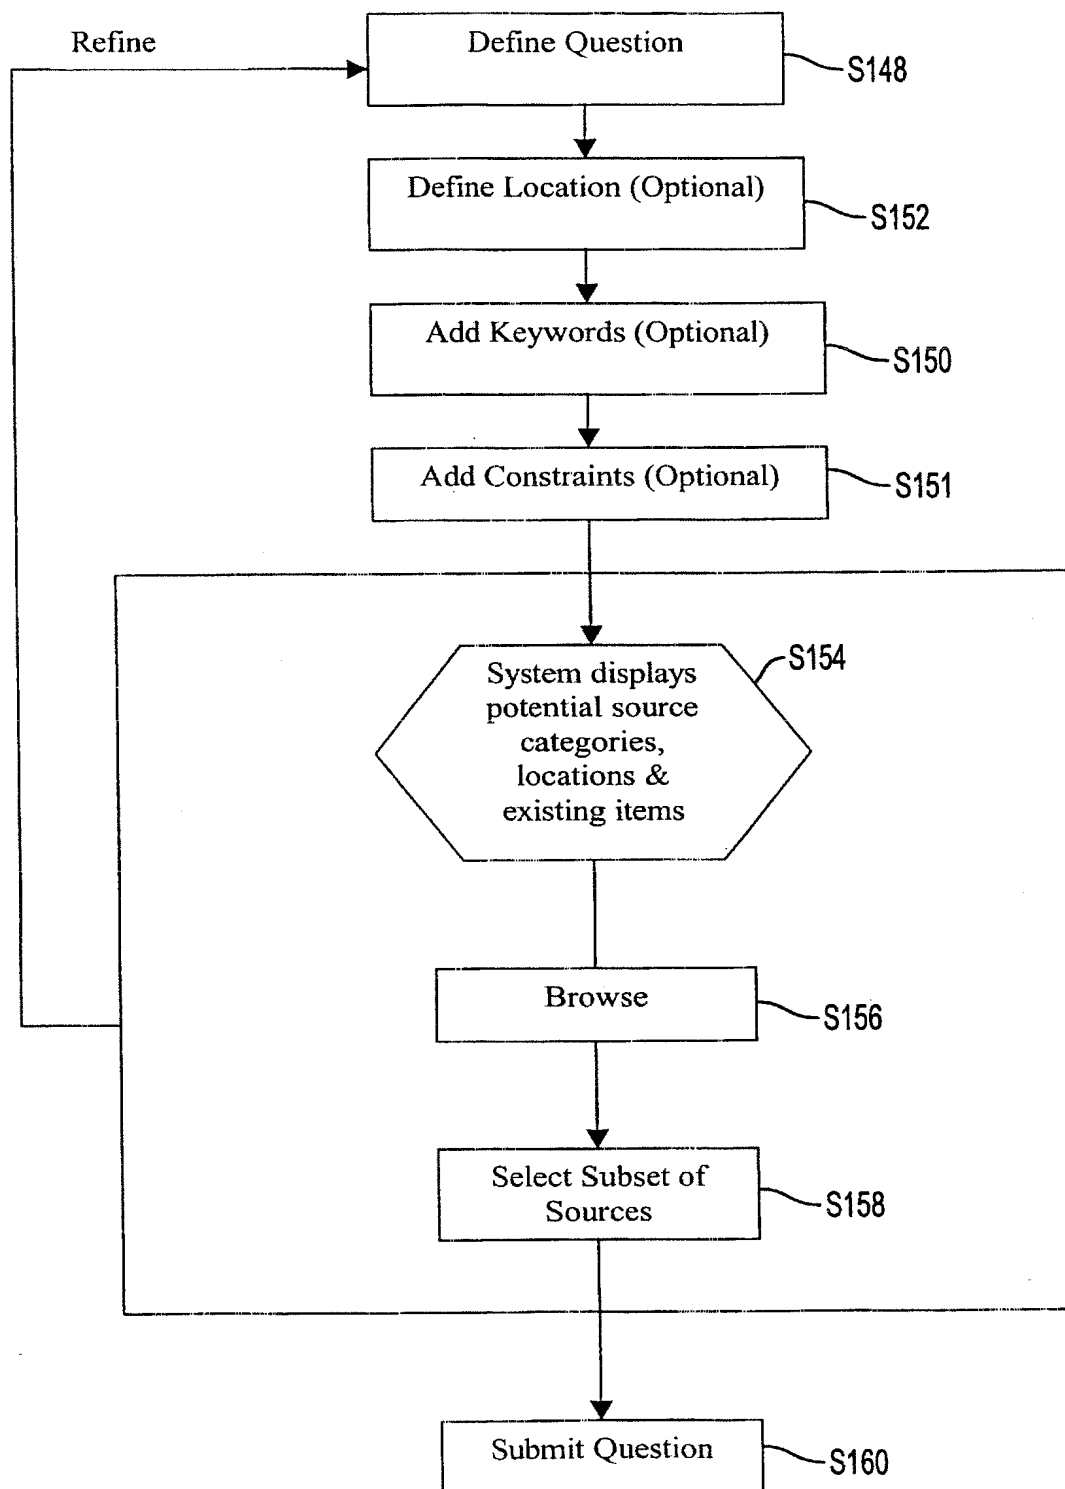 Refine
Define Question
S148
Define Location (Optional)
S152
Add Keywords (Optional)
S150
Add Constraints (Optional)
S151
System displays
potential source
categories,
locations &
existing items
S154
Browse
S156
Select Subset of
Sources
S158
Submit Question
S160